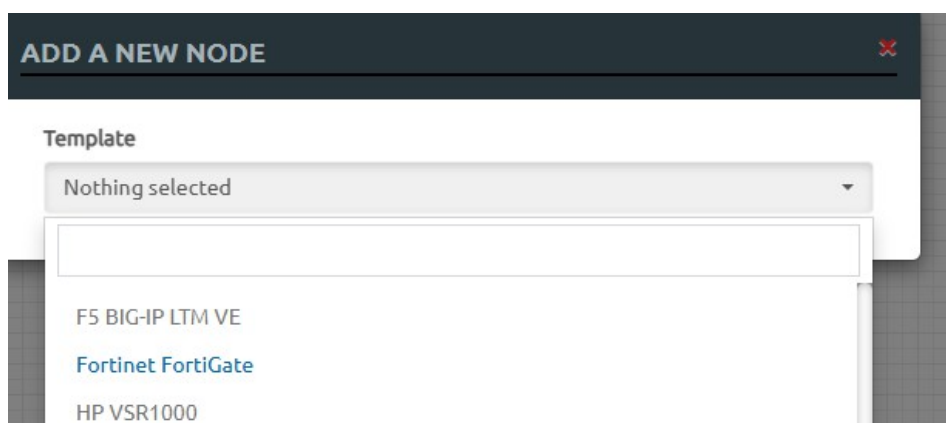 ADD A NEW NODE
Template
Nothing selected
F5 BIG-IP LTM VE
Fortinet FortiGate
HP VSR1000